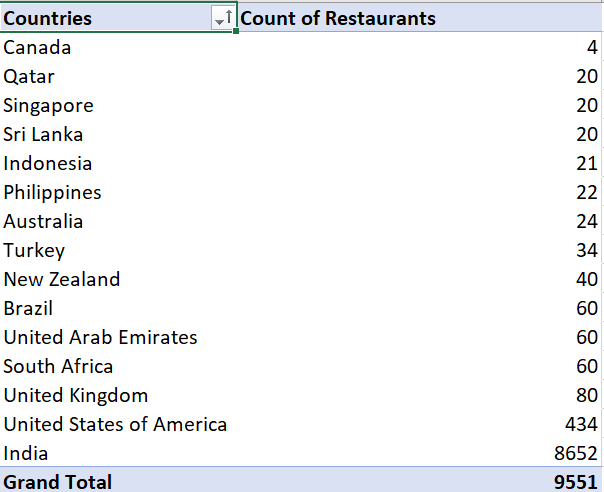 Countries Count of Restaurants
Canada 4
Qatar 20
Singapore 20
Sri Lanka 20
Indonesia 21
Philippines 22
Australia 24
Turkey 34
New Zealand 40
Brazil 60
United Arab Emirates 60
South Africa 60
United Kingdom 80
United States of America 434
India 8652
Grand Total 9551